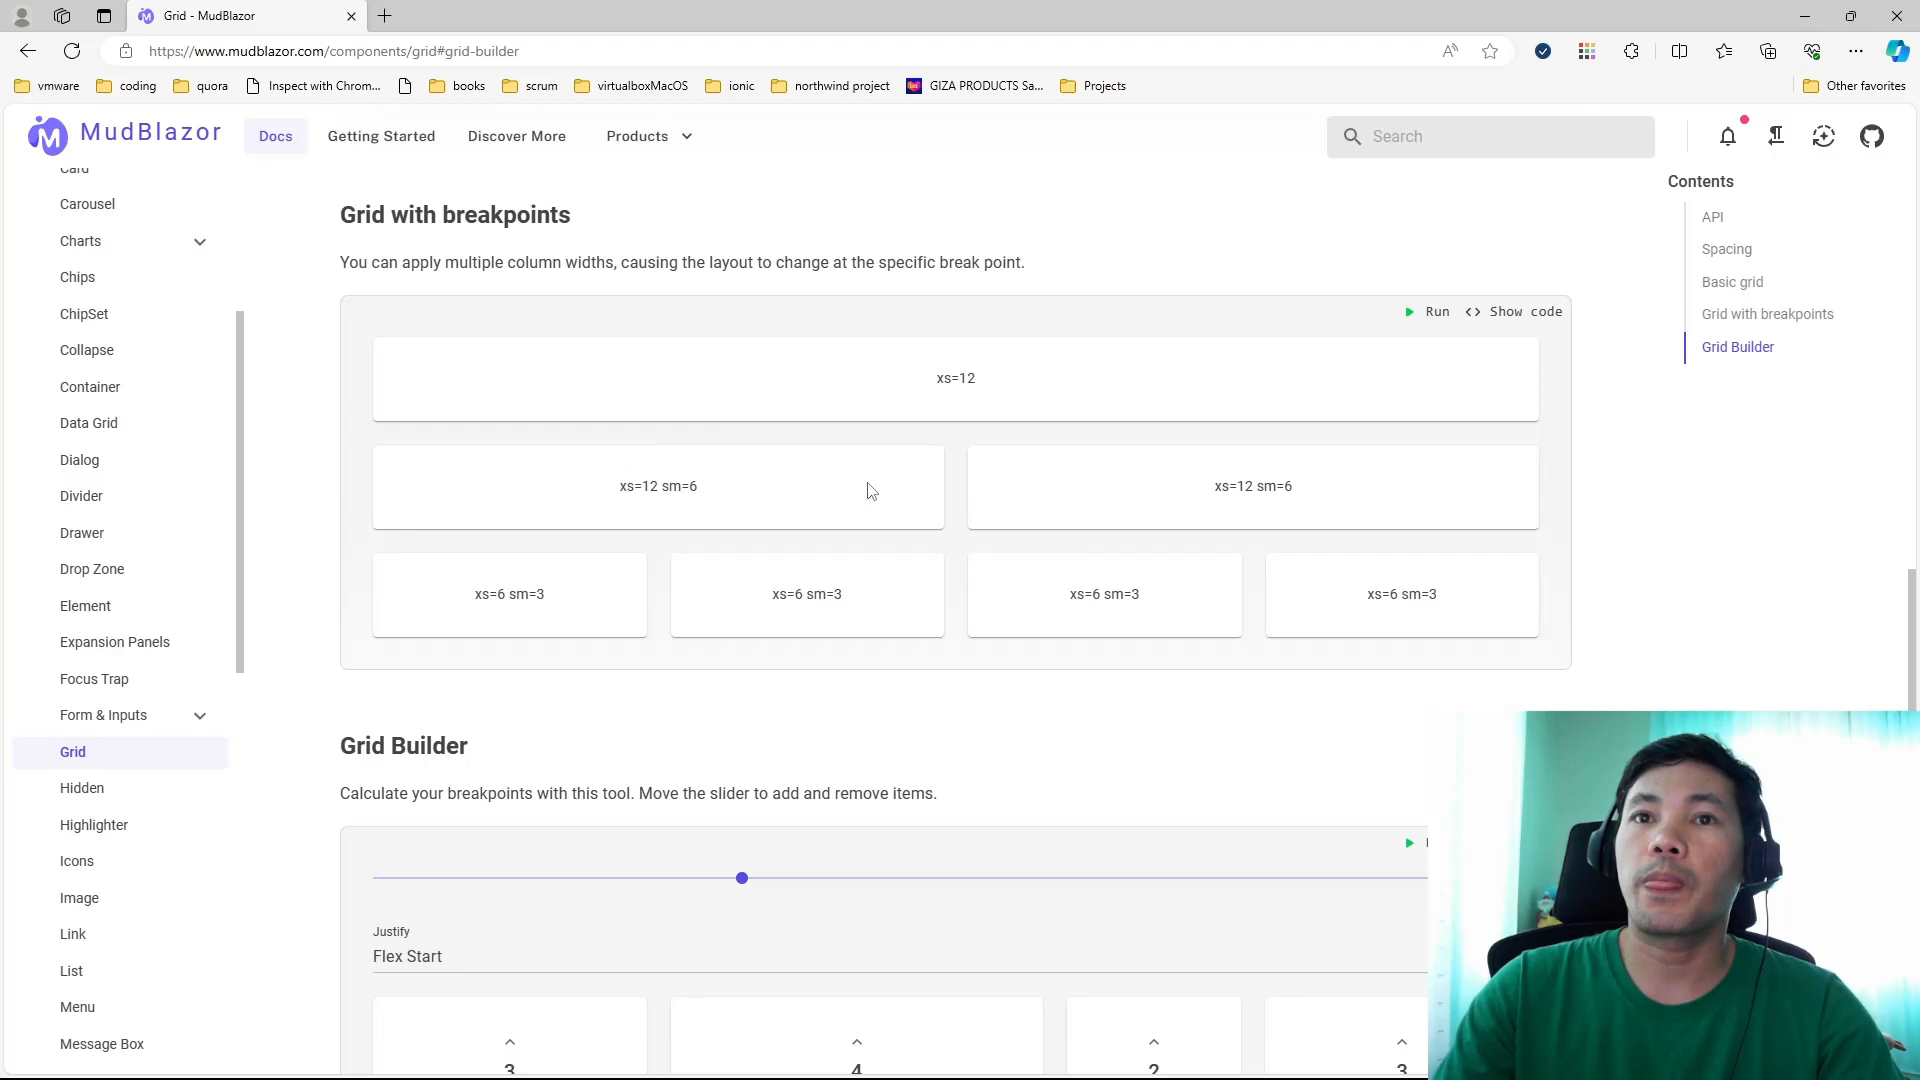 Grid - MudBlazor
https://www.mudblazor.com/components/grid#grid-builder
vmware
coding
quora
Inspect with Chrom...
books
scrum
virtualboxMacOS
ionic
northwind project
GIZA PRODUCTS Sa...
Projects
Other favorites
MudBlazor
Docs
Getting Started
Discover More
Products
Search
Card
Carousel
Charts
Chips
ChipSet
Collapse
Container
Data Grid
Dialog
Divider
Drawer
Drop Zone
Element
Expansion Panels
Focus Trap
Form & Inputs
Grid
Hidden
Highlighter
Icons
Image
Link
List
Menu
Message Box
Grid with breakpoints
You can apply multiple column widths, causing the layout to change at the specific break point.
Run <> Show code
xs=12
xs=12 sm=6
xs=12 sm=6
xs=6 sm=3
xs=6 sm=3
xs=6 sm=3
xs=6 sm=3
Grid Builder
Calculate your breakpoints with this tool. Move the slider to add and remove items.
Justify
Flex Start
3
4
2
3
Contents
API
Spacing
Basic grid
Grid with breakpoints
Grid Builder